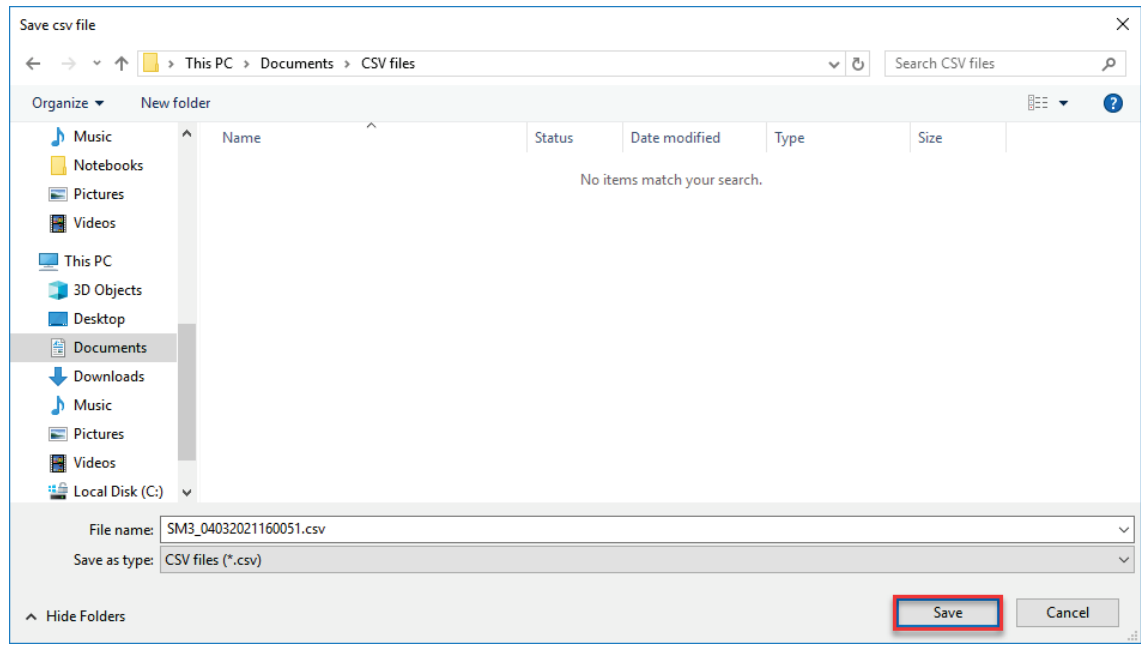 Save csv file
This PC > Documents > CSV files
Search CSV files
Organize
New folder
Music
Notebooks
Pictures
Videos
This PC
3D Objects
Desktop
Documents
Downloads
Music
Pictures
Videos
Local Disk (C:)
Name Status Date modified Type Size
No items match your search.
File name: SM3_04032021160051.csv
Save as type: CSV files (*.csv)
Hide Folders
Save
Cancel